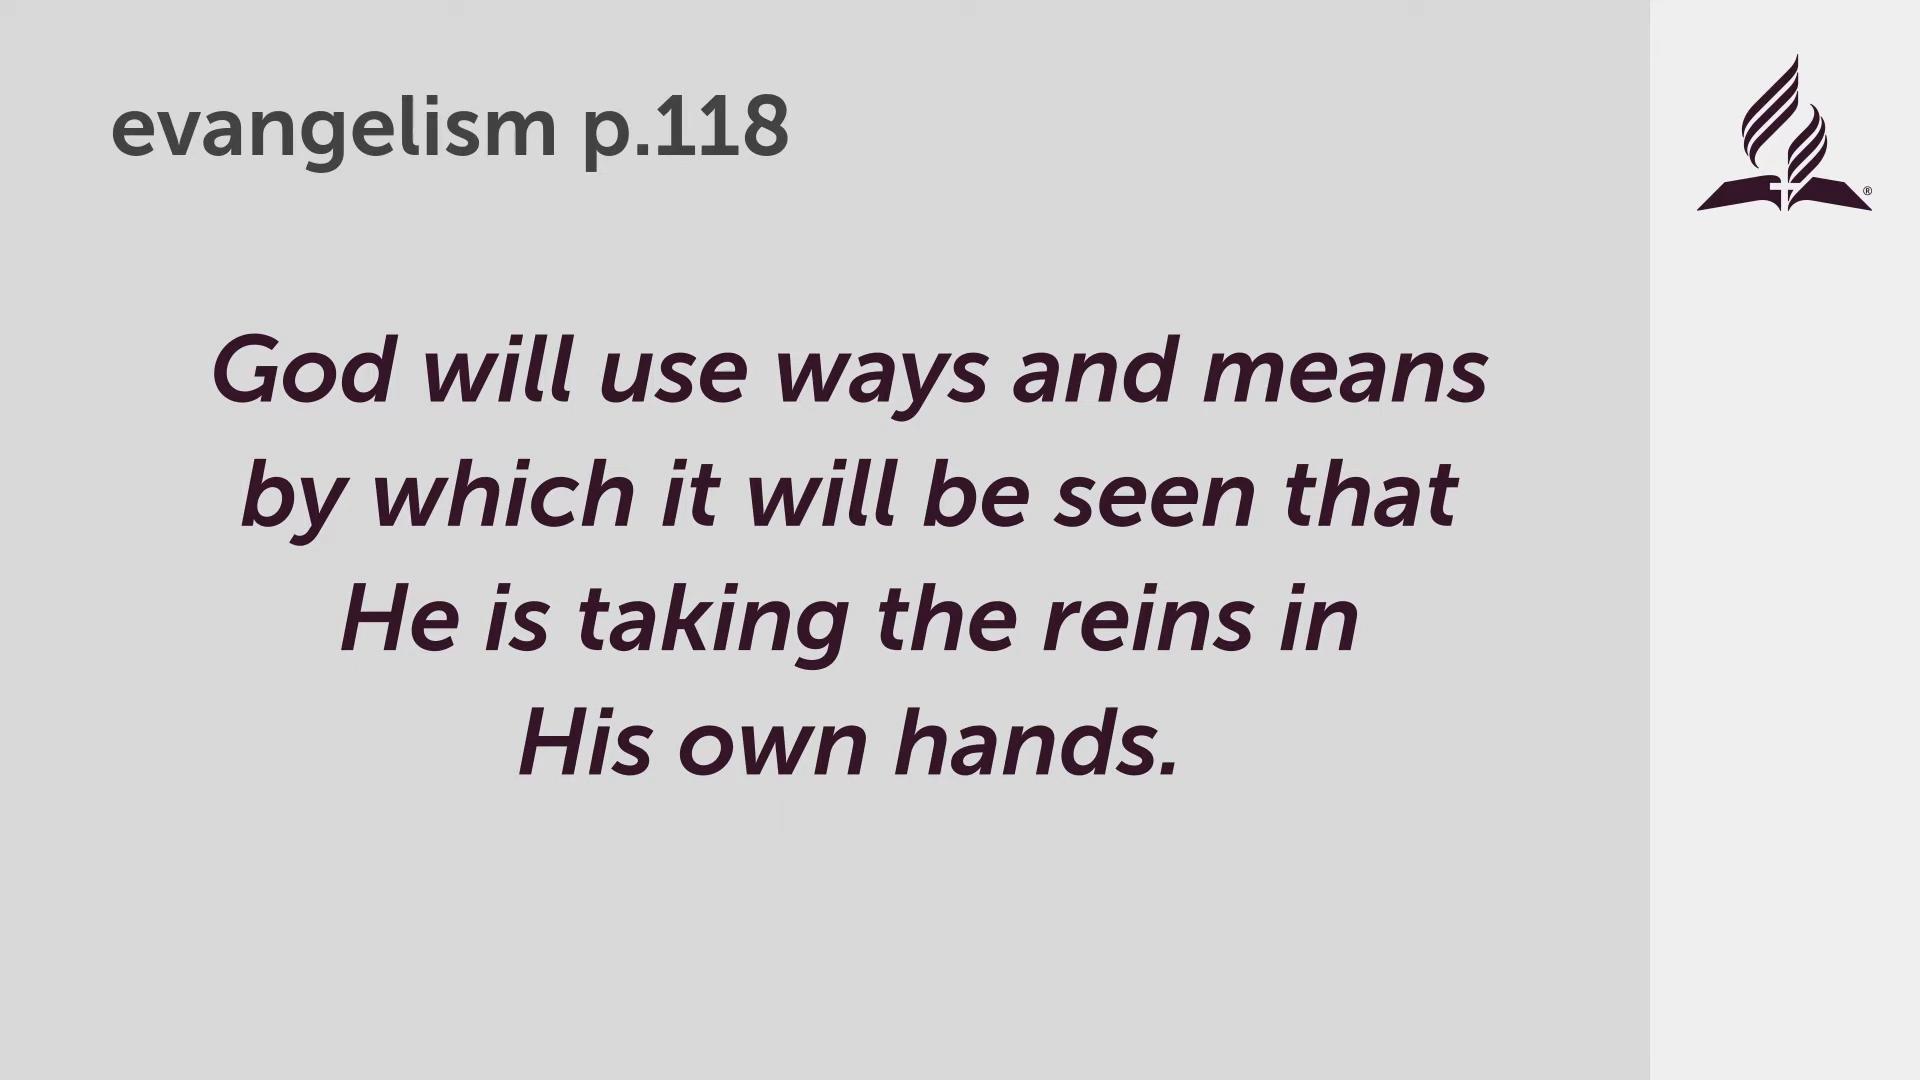 evangelism p.118
God will use ways and means
by which it will be seen that
He is taking the reins in
His own hands.
®